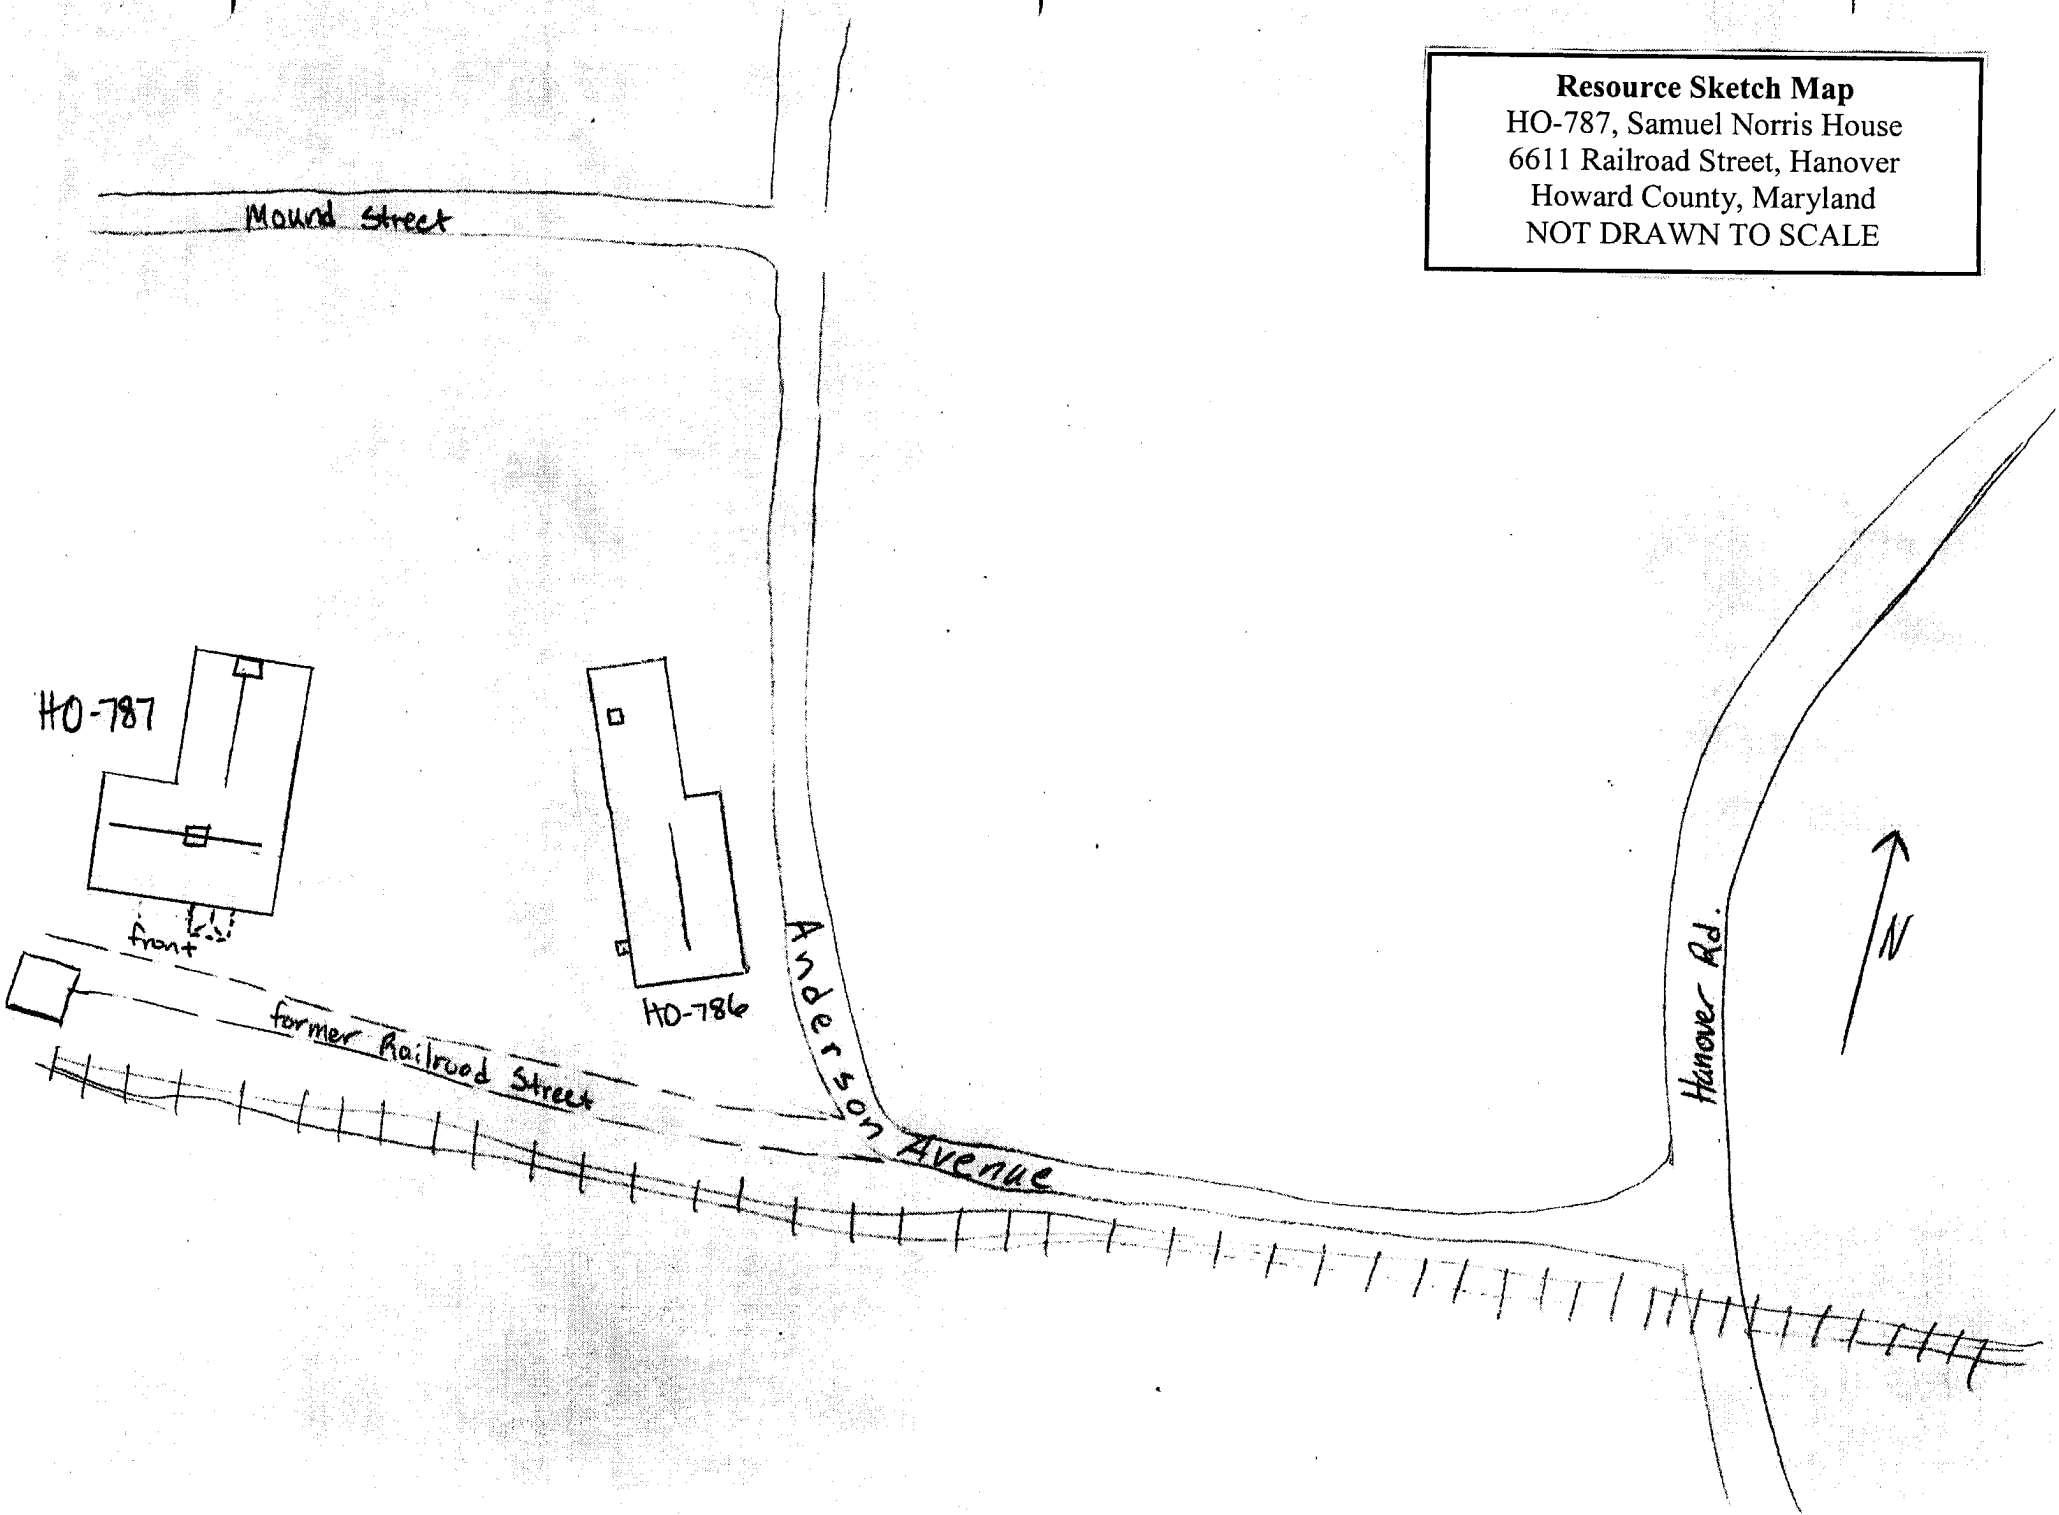 Resource Sketch Map
HO-787, Samuel Norris House
6611 Railroad Street, Hanover
Howard County, Maryland
NOT DRAWN TO SCALE
Mound Street
HO-787
front
former Railroad Street
HO-786
Anderson Avenue
Hanover Rd.
N